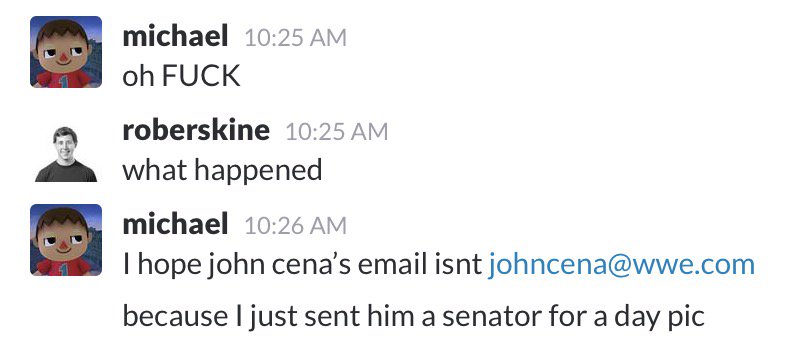 michael 10:25 AM
oh FUCK
roberskine 10:25 AM
what happened
michael 10:26 AM
I hope john cena’s email isnt johncena@wwe.com
because I just sent him a senator for a day pic